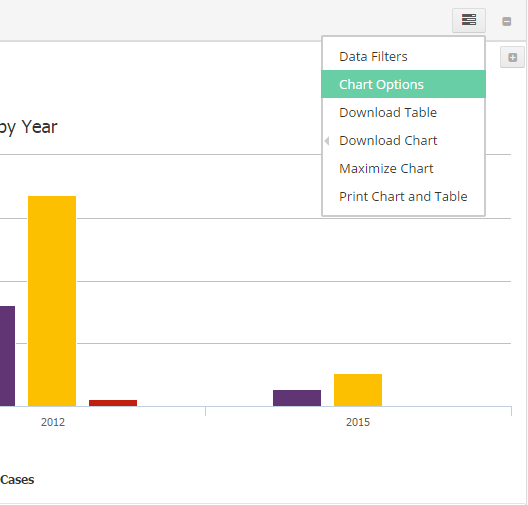 Data Filters
Chart Options
Download Table
Download Chart
Maximize Chart
Print Chart and Table
by Year
2012
2015
Cases